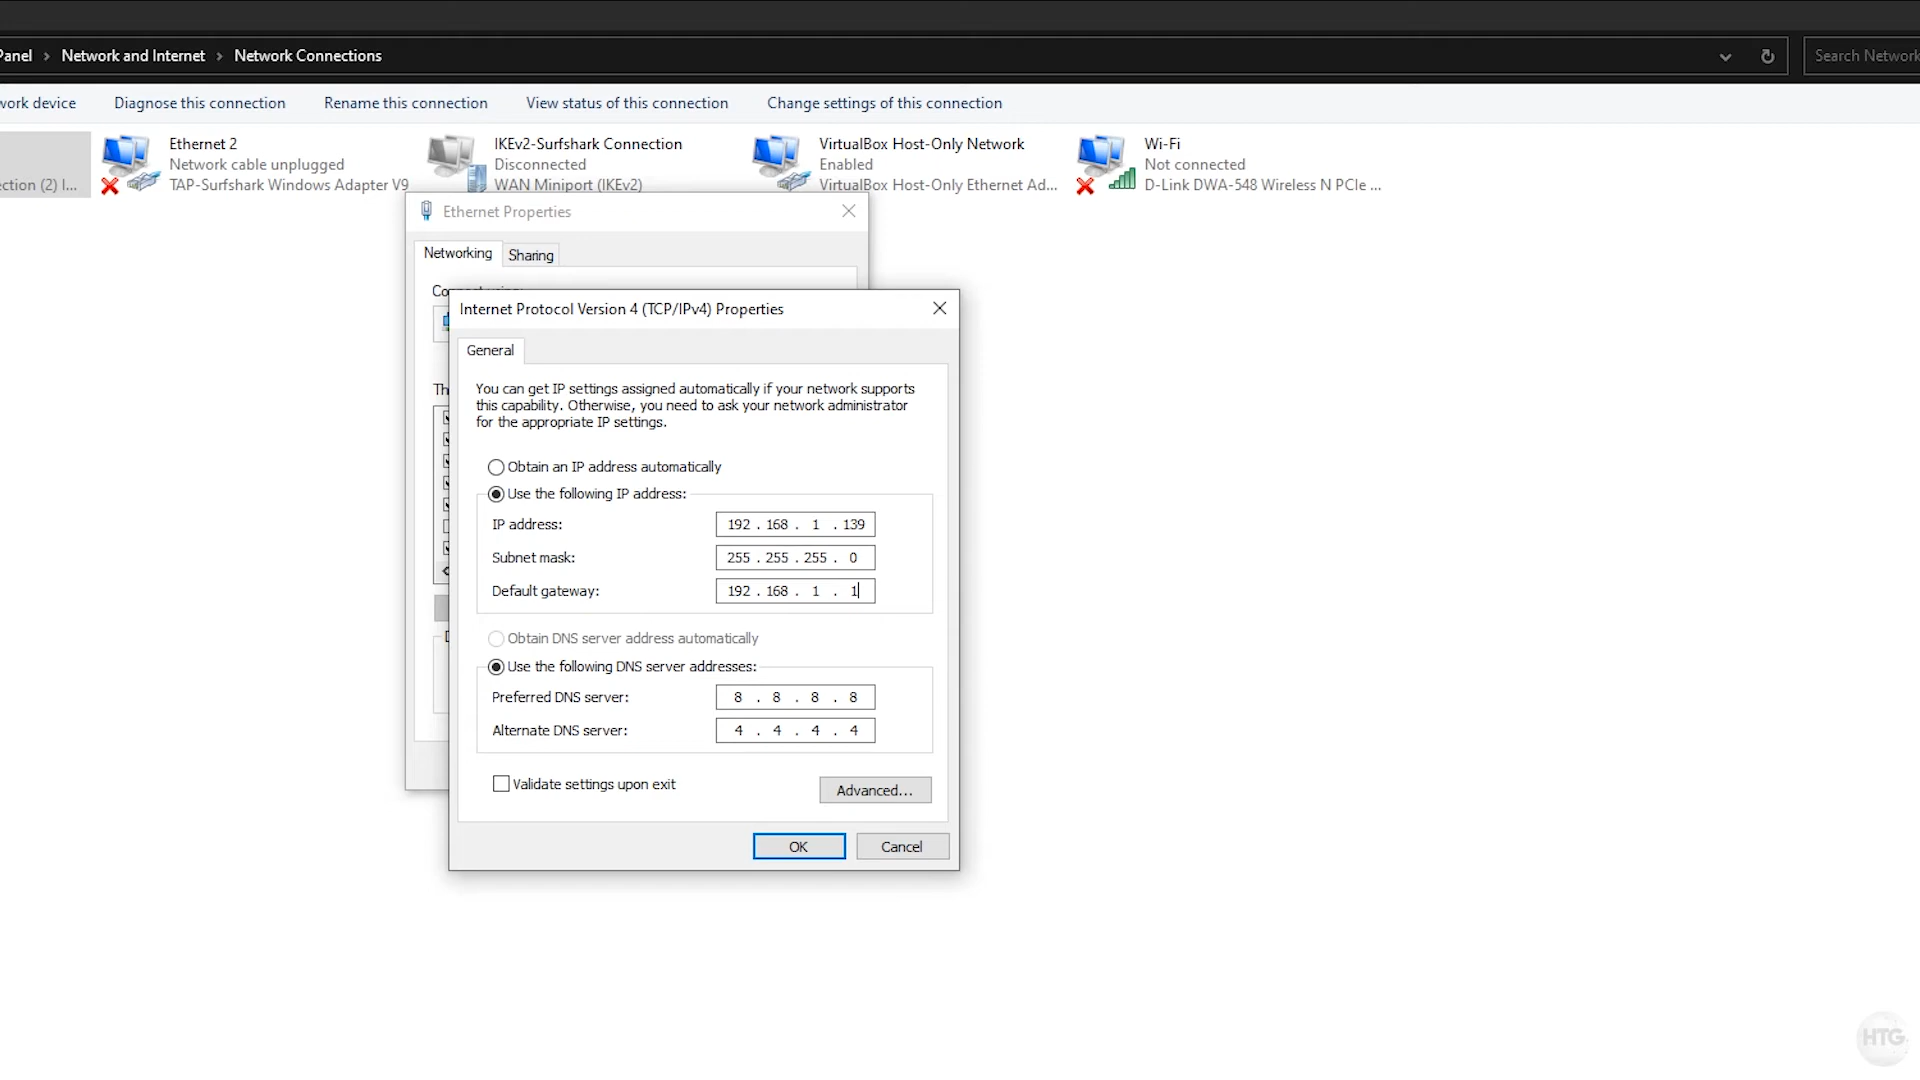 Panel > Network and Internet > Network Connections
Search Network
work device Diagnose this connection Rename this connection View status of this connection Change settings of this connection
ection (2) I...
Ethernet 2
Network cable unplugged
TAP-Surfshark Windows Adapter V9
IKEv2-Surfshark Connection
Disconnected
WAN Miniport (IKEv2)
VirtualBox Host-Only Network
Enabled
VirtualBox Host-Only Ethernet Ad...
Wi-Fi
Not connected
D-Link DWA-548 Wireless N PCIe ...
Ethernet Properties
Networking Sharing
Internet Protocol Version 4 (TCP/IPv4) Properties
General
You can get IP settings assigned automatically if your network supports
this capability. Otherwise, you need to ask your network administrator
for the appropriate IP settings.
Obtain an IP address automatically
Use the following IP address:
IP address: 192 . 168 . 1 . 139
Subnet mask: 255 . 255 . 255 . 0
Default gateway: 192 . 168 . 1 . 1
Obtain DNS server address automatically
Use the following DNS server addresses:
Preferred DNS server: 8 . 8 . 8 . 8
Alternate DNS server: 4 . 4 . 4 . 4
Validate settings upon exit
Advanced...
OK Cancel
HTG